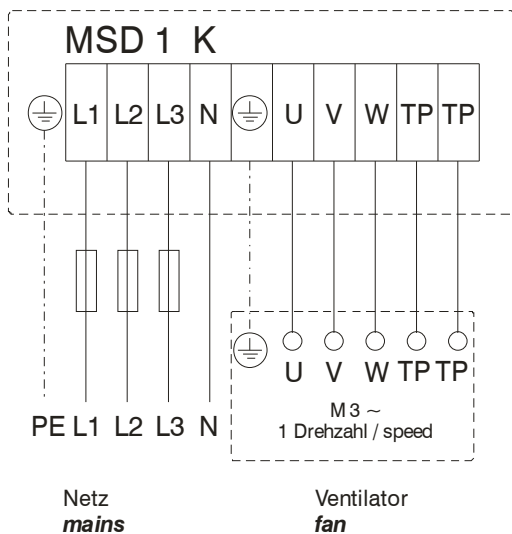 MSD 1 K
L1 L2 L3 N U V W TP TP
U V W TP TP
M 3 ~
1 Drehzahl / speed
PE L1 L2 L3 N
Netz
mains
Ventilator
fan